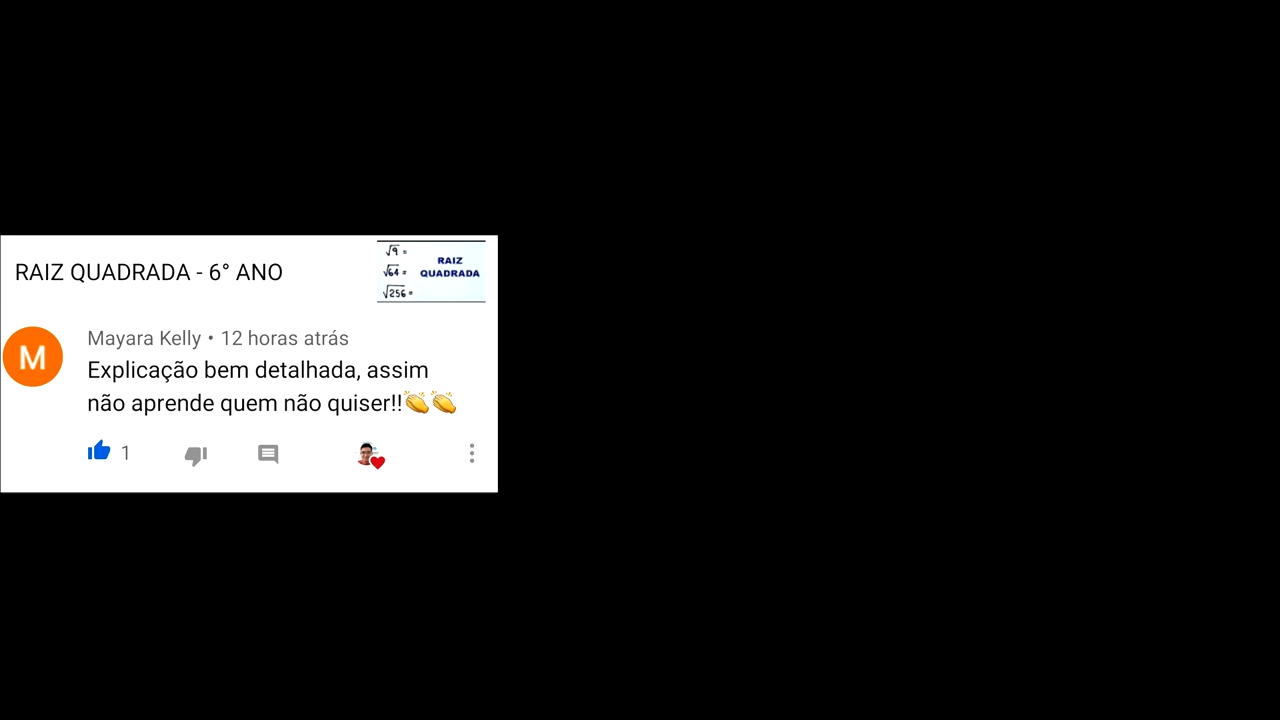 RAIZ QUADRADA - 6° ANO
√9 =
√64 =
√256 =
RAIZ
QUADRADA
M
Mayara Kelly • 12 horas atrás
Explicação bem detalhada, assim
não aprende quem não quiser!!👏👏
1